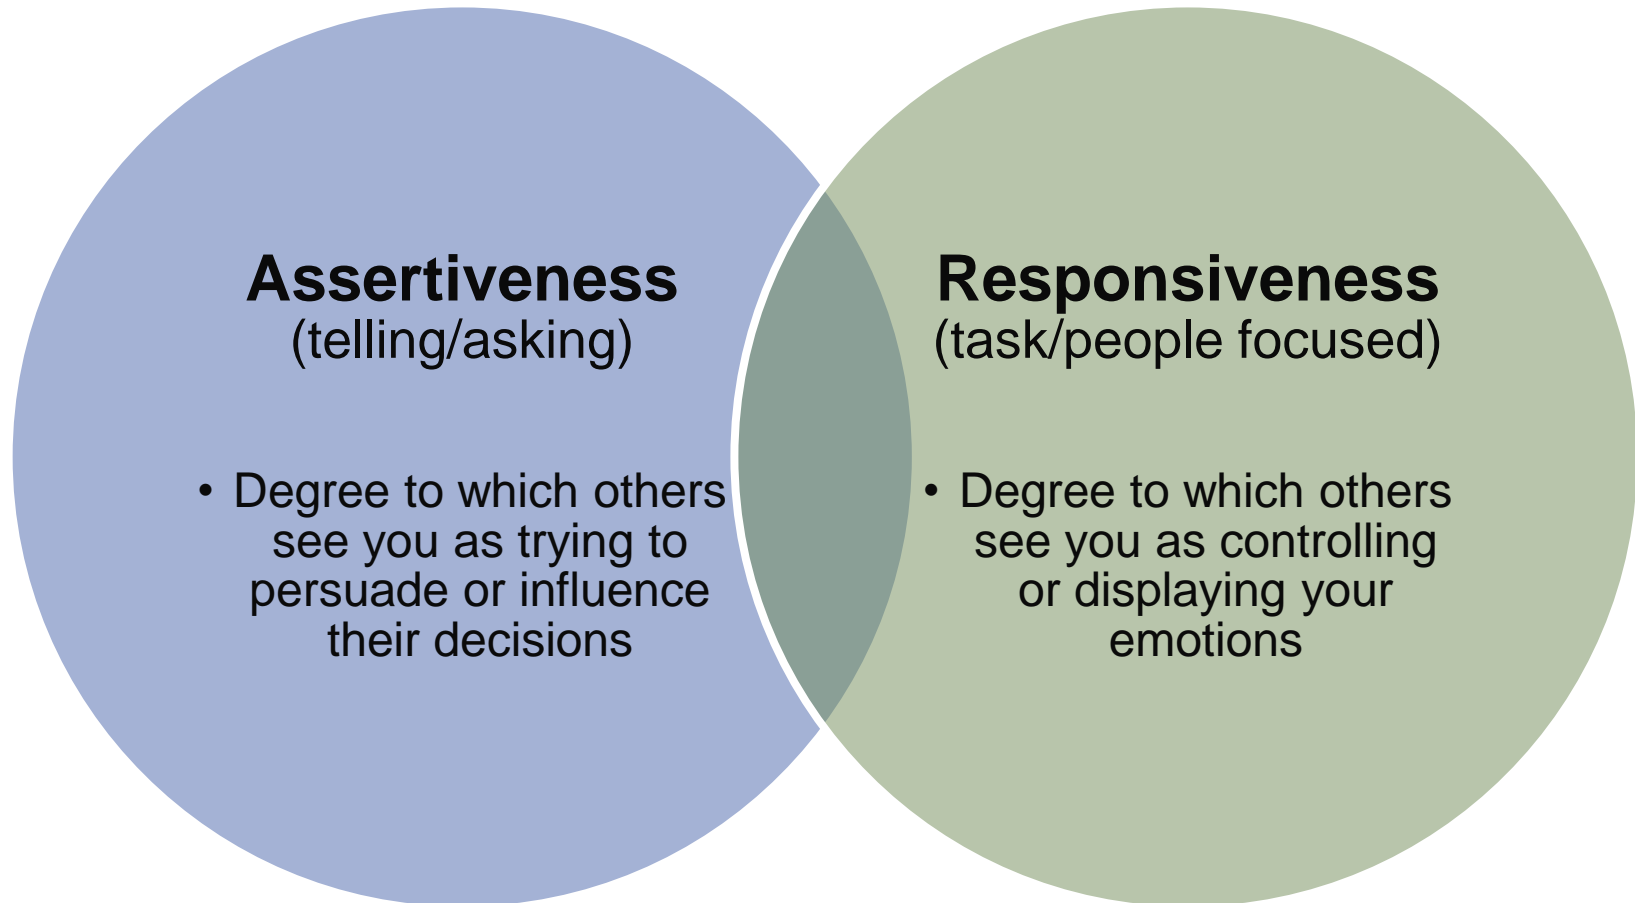 Assertiveness
(telling/asking)
• Degree to which others
see you as trying to
persuade or influence
their decisions
Responsiveness
(task/people focused)
• Degree to which others
see you as controlling
or displaying your
emotions